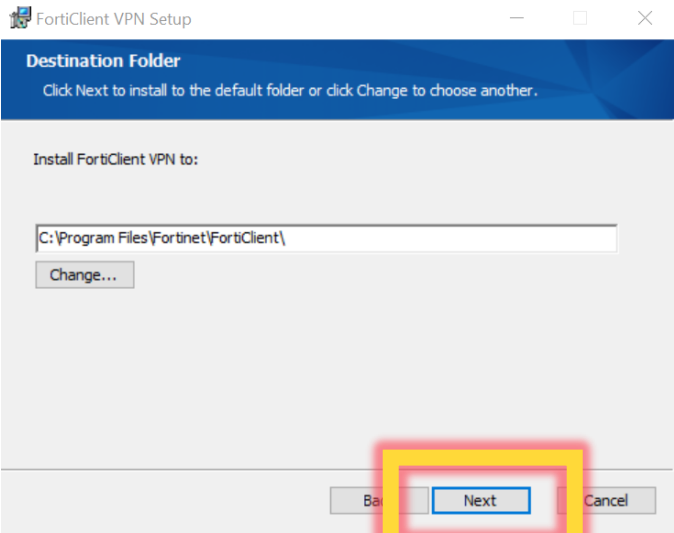 FortiClient VPN Setup
Destination Folder
Click Next to install to the default folder or click Change to choose another.
Install FortiClient VPN to:
C:\Program Files\Fortinet\FortiClient\
Change...
Next Cancel